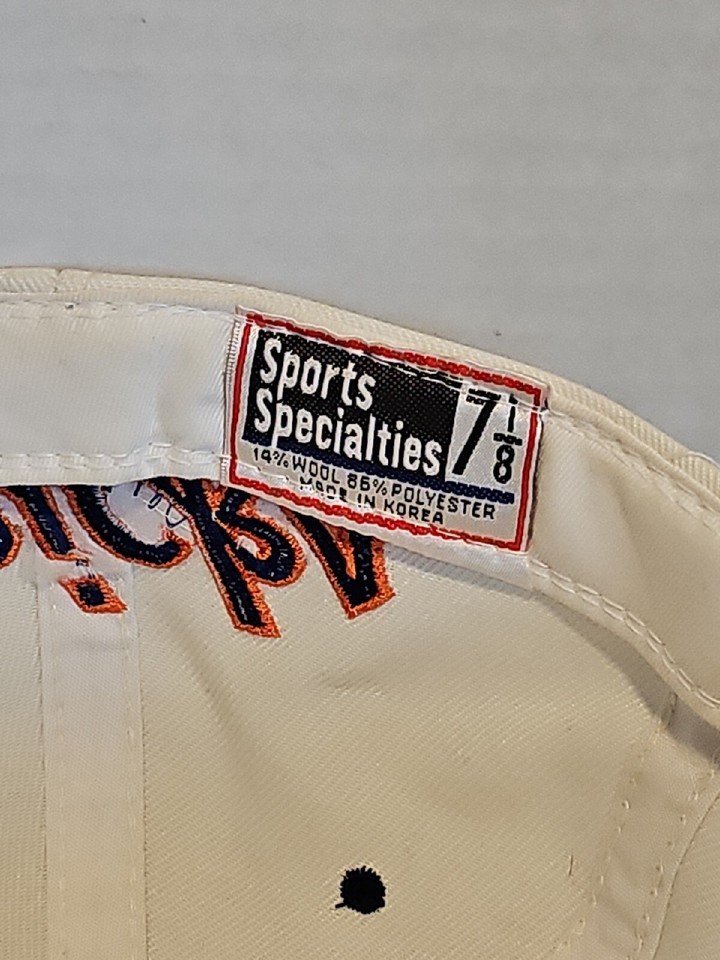 Sports
Specialties
7 1/8
14% WOOL 86% POLYESTER
MADE IN KOREA